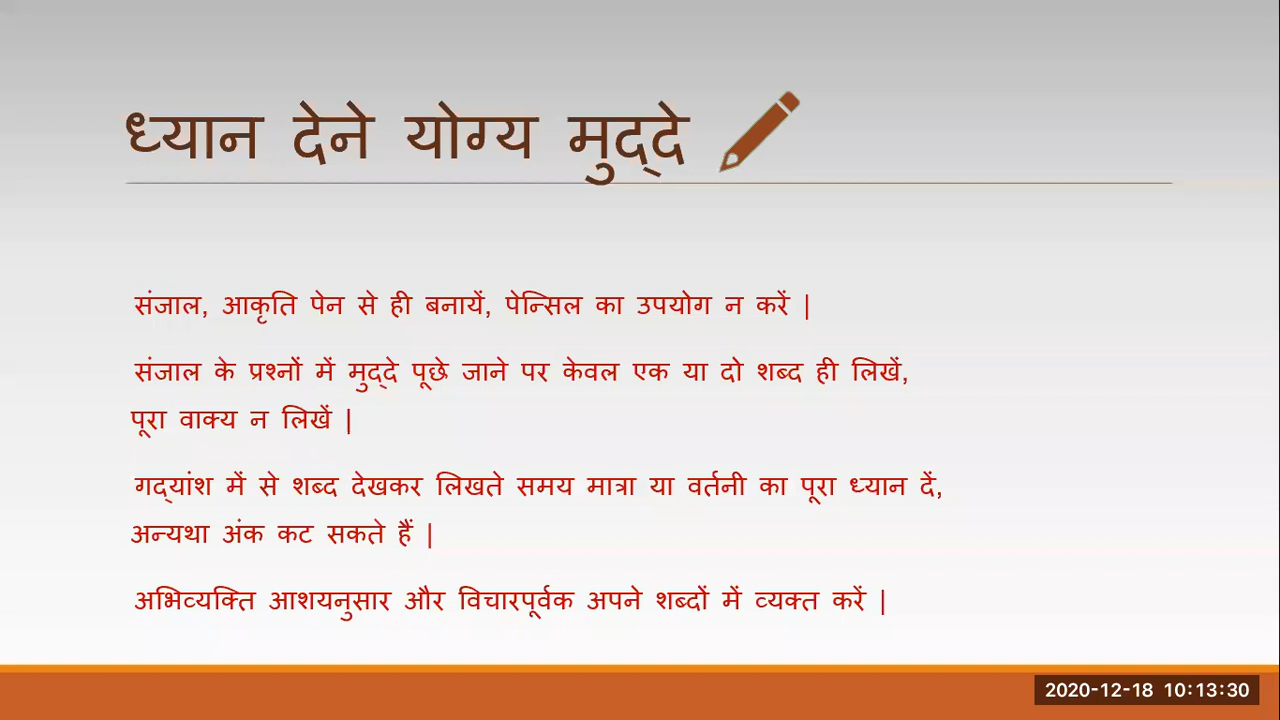 ध्यान देने योग्य मुद्‌दे
संजाल, आकृति पेन से ही बनायें, पेन्सिल का उपयोग न करें |
संजाल के प्रश्नों में मुद्‌दे पूछे जाने पर केवल एक या दो शब्द ही लिखें,
पूरा वाक्य न लिखें |
गद्‌यांश में से शब्द देखकर लिखते समय मात्रा या वर्तनी का पूरा ध्यान दें,
अन्यथा अंक कट सकते हैं |
अभिव्यक्ति आशयनुसार और विचारपूर्वक अपने शब्दों में व्यक्त करें |
2020-12-18 10:13:30